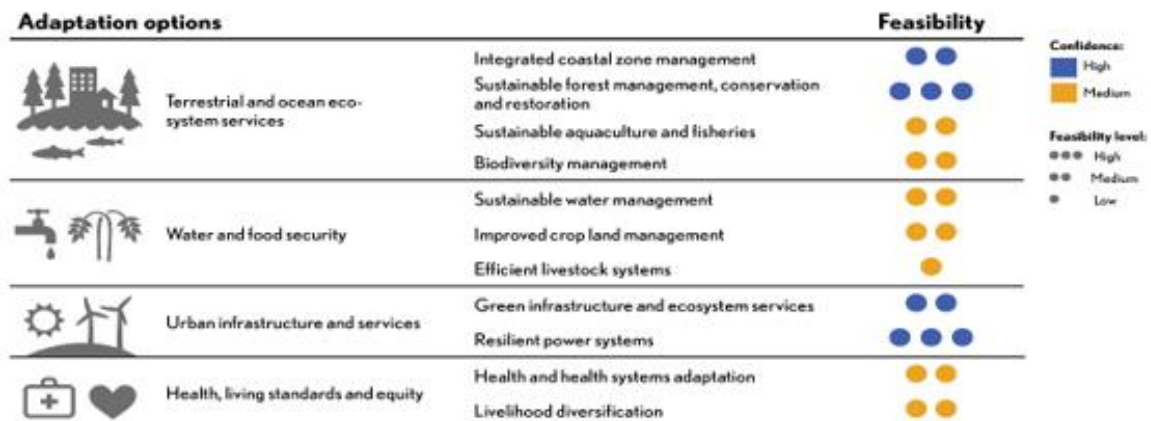 Adaptation options
Feasibility
Terrestrial and ocean eco-
system services
Integrated coastal zone management
Sustainable forest management, conservation
and restoration
Sustainable aquaculture and fisheries
Biodiversity management
Water and food security
Sustainable water management
Improved crop land management
Efficient livestock systems
Urban infrastructure and services
Green infrastructure and ecosystem services
Resilient power systems
Health, living standards and equity
Health and health systems adaptation
Livelihood diversification
Confidence:
High
Medium
Feasibility level:
High
Medium
Low